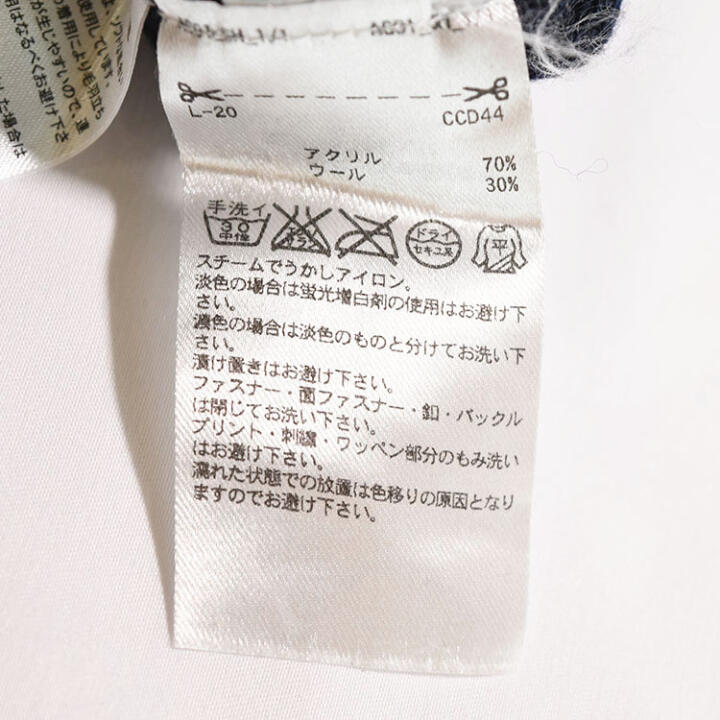 L-20 CCD44
アクリル 70%
ウール 30%
手洗イ
30
中性
エンソ
サラシ
ドライ
セキユ系
平
スチームでうかしアイロン。
淡色の場合は蛍光増白剤の使用はお避け下
さい。
濃色の場合は淡色のものと分けてお洗い下
さい。
漬け置きはお避け下さい。
ファスナー・面ファスナー・釦・バックル
は閉じてお洗い下さい。
プリント・刺繍・ワッペン部分のもみ洗い
はお避け下さい。
濡れた状態での放置は色移りの原因となり
ますのでお避け下さい。